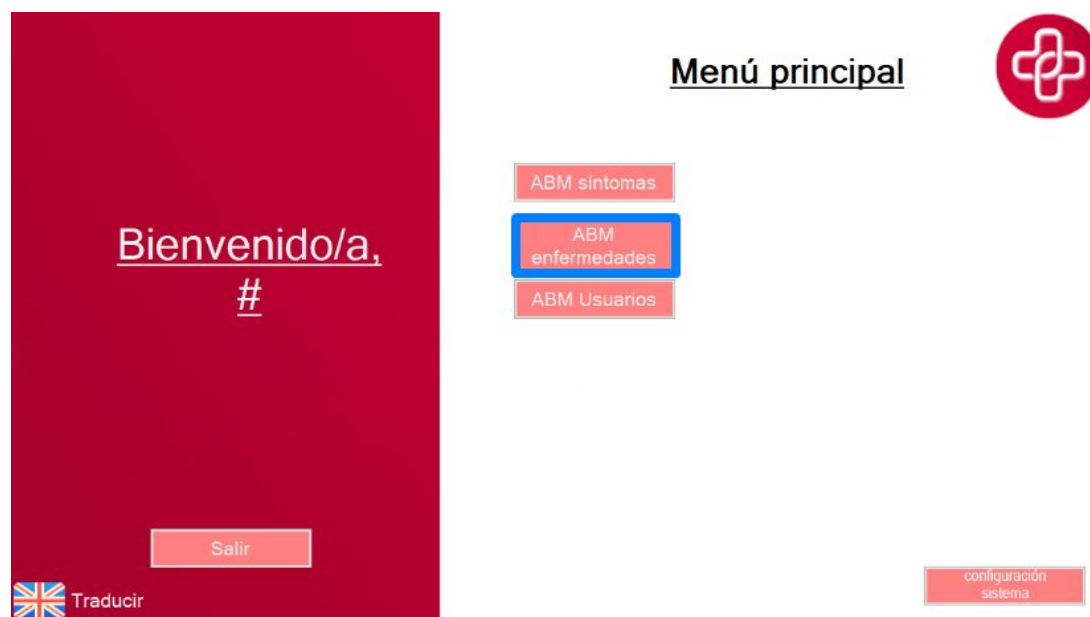 Menú principal
ABM síntomas
ABM
enfermedades
ABM Usuarios
Bienvenido/a,
#
Salir
Traducir
configuración
sistema